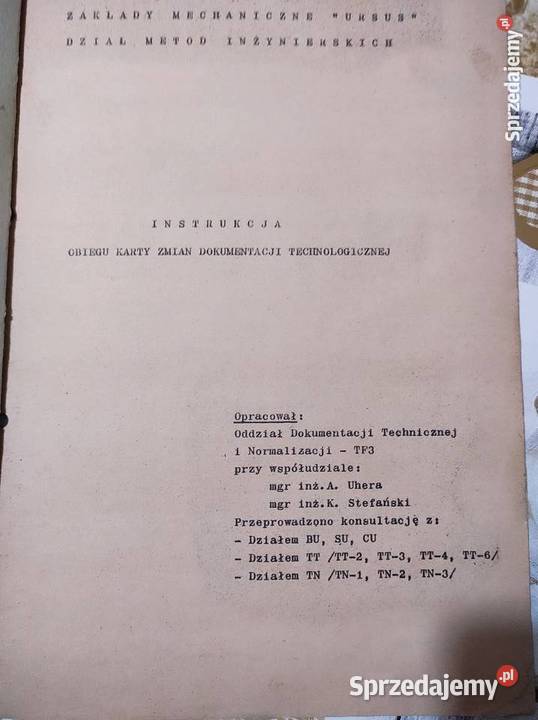 ZAKŁADY MECHANICZNE "URSUS"
DZIAŁ METOD INŻYNIERSKICH
INSTRUKCJA
OBIEGU KARTY ZMIAN DOKUMENTACJI TECHNOLOGICZNEJ
Opracował:
Oddział Dokumentacji Technicznej
i Normalizacji - TF3
przy współudziale:
mgr inż.A. Uhera
mgr inż.K. Stefański
Przeprowadzono konsultację z:
- Działem BU, SU, CU
- Działem TT /TT-2, TT-3, TT-4, TT-6/
- Działem TN /TN-1, TN-2, TN-3/
Sprzedajemy.pl
Sprzedajemy.pl